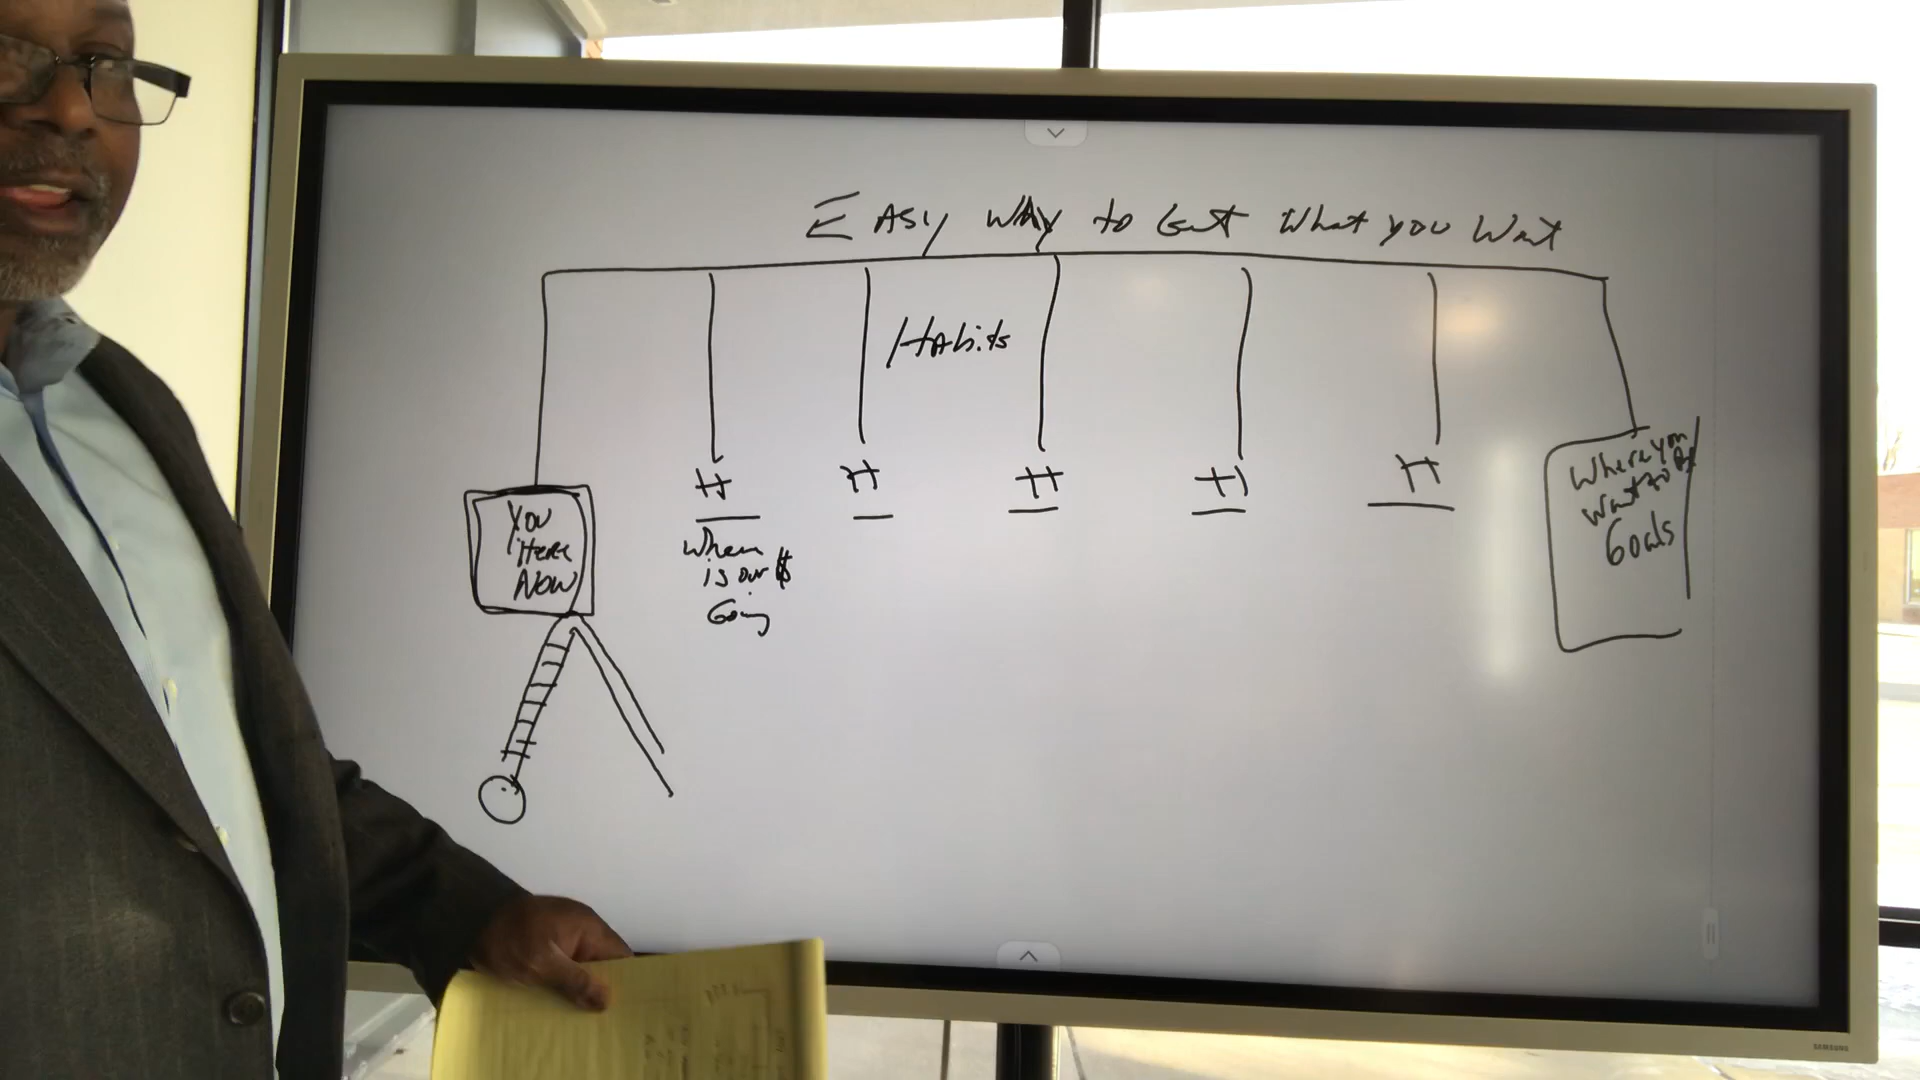 EASY WAY to Get What you Want
Habits
H H H H H
You
Here
Now
Where
is our $
Going
Where you
Want to Be
Goals
SAMSUNG